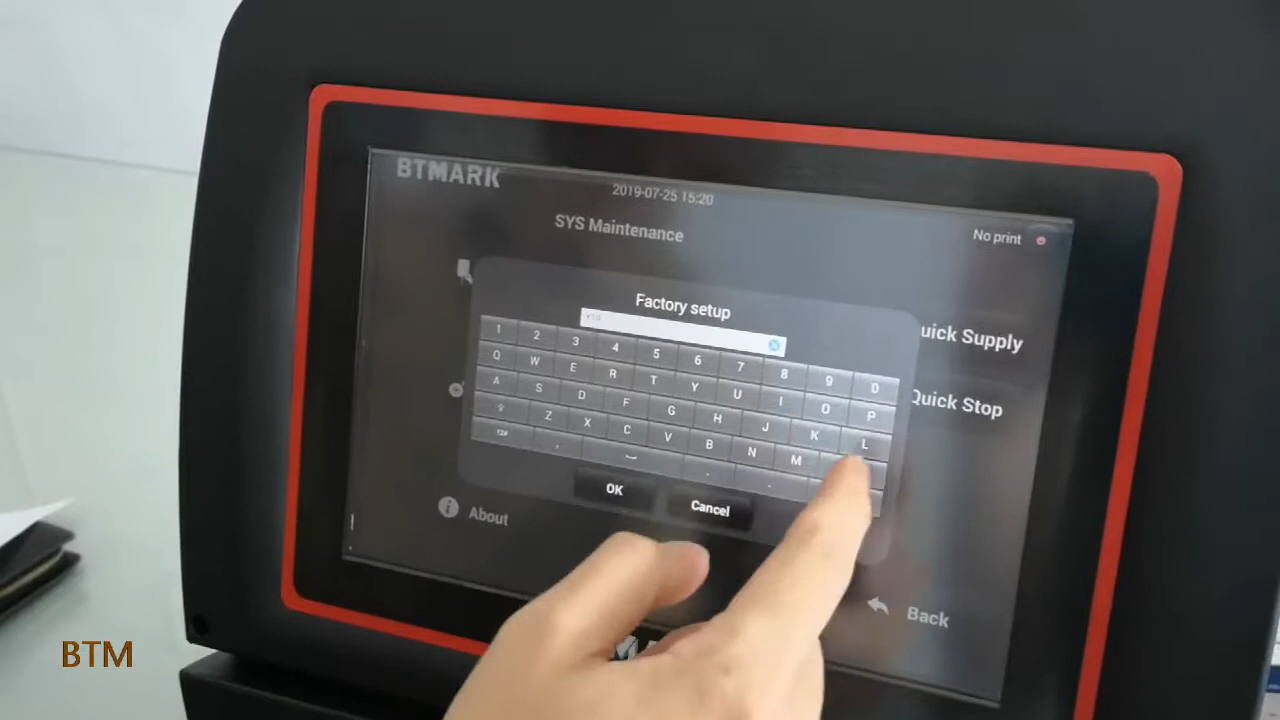 BTMARK
2019-07-25 15:20
SYS Maintenance
No print
Factory setup
1 2 3 4 5 6 7 8 9 0
Q W E R T Y U I O P
A S D F G H J K L
Z X C V B N M
12#
, . .
OK
Cancel
uick Supply
Quick Stop
About
Back
BTM